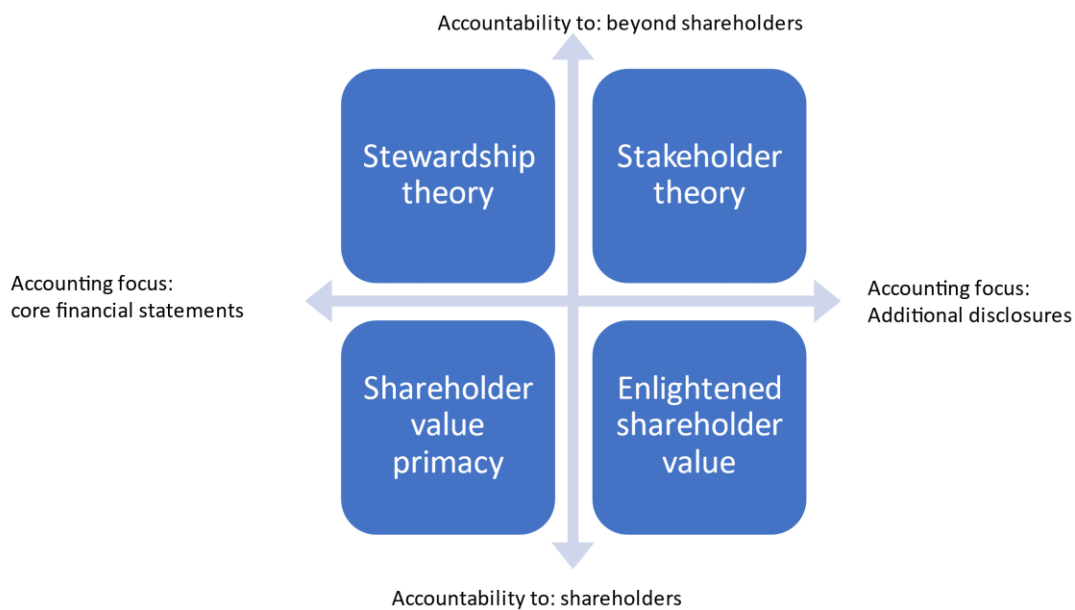 Accountability to: beyond shareholders
Stewardship
theory
Stakeholder
theory
Accounting focus:
core financial statements
Accounting focus:
Additional disclosures
Shareholder
value
primacy
Enlightened
shareholder
value
Accountability to: shareholders